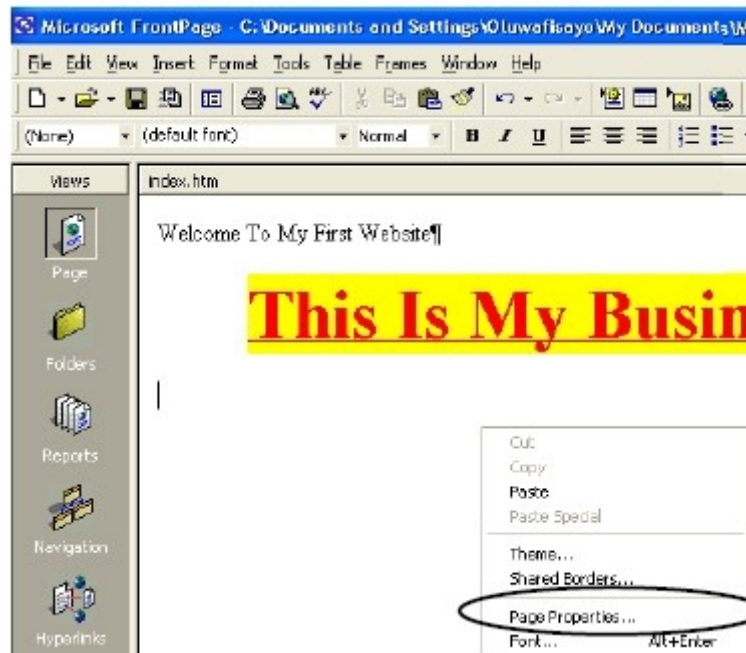 Microsoft FrontPage - C:\Documents and Settings\Oluwafisayo\My Documents\M
File Edit View Insert Format Tools Table Frames Window Help
(None) (default font) Normal B I U
Views index.htm
Welcome To My First Website¶
Page
This Is My Busin
Folders
Reports
Navigation
Hyperlinks
Cut
Copy
Paste
Paste Special
Theme...
Shared Borders...
Page Properties...
Font... Alt+Enter